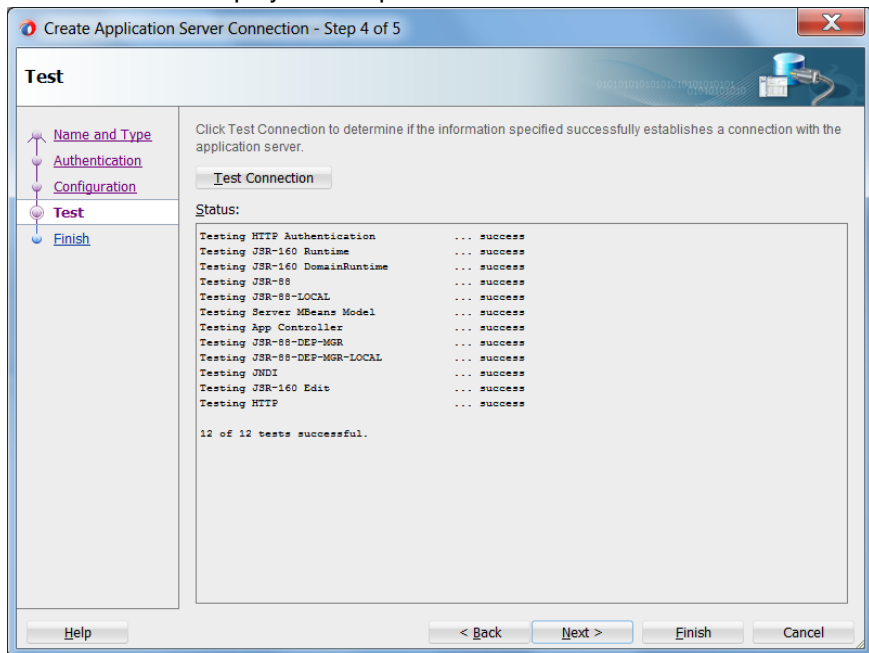 Create Application Server Connection - Step 4 of 5
Test
Name and Type
Authentication
Configuration
Test
Finish
Click Test Connection to determine if the information specified successfully establishes a connection with the
application server.
Test Connection
Status:
Testing HTTP Authentication ... success
Testing JSR-160 Runtime ... success
Testing JSR-160 DomainRuntime ... success
Testing JSR-88 ... success
Testing JSR-88-LOCAL ... success
Testing Server MBeans Model ... success
Testing App Controller ... success
Testing JSR-88-DEP-MGR ... success
Testing JSR-88-DEP-MGR-LOCAL ... success
Testing JNDI ... success
Testing JSR-160 Edit ... success
Testing HTTP ... success
12 of 12 tests successful.
Help
< Back
Next >
Finish
Cancel